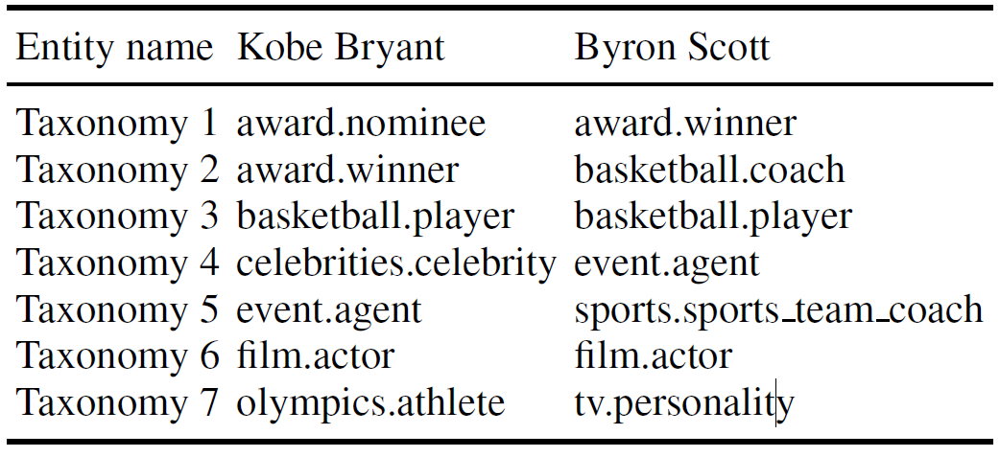 Entity name Kobe Bryant Byron Scott
Taxonomy 1 award.nominee award.winner
Taxonomy 2 award.winner basketball.coach
Taxonomy 3 basketball.player basketball.player
Taxonomy 4 celebrities.celebrity event.agent
Taxonomy 5 event.agent sports.sports_team_coach
Taxonomy 6 film.actor film.actor
Taxonomy 7 olympics.athlete tv.personality